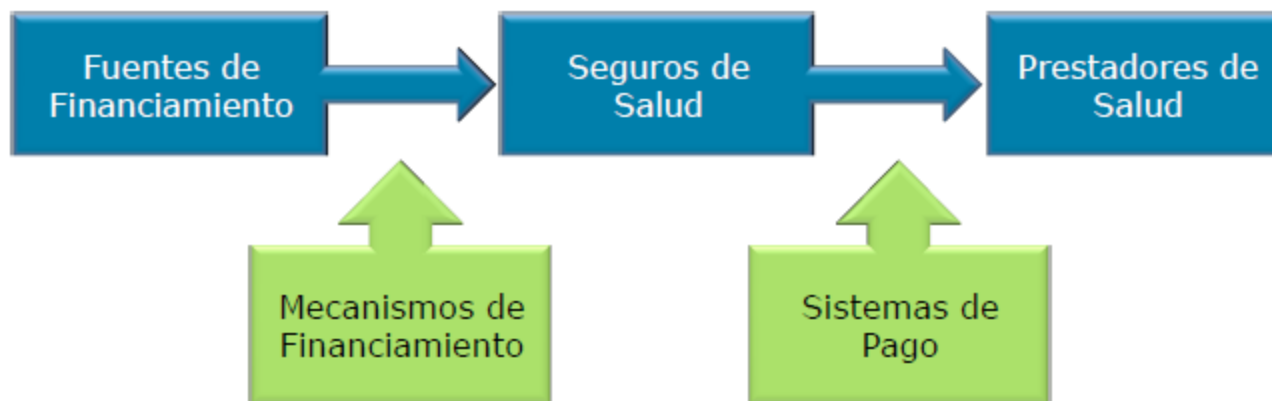 Fuentes de
Financiamiento
Seguros de
Salud
Prestadores de
Salud
Mecanismos de
Financiamiento
Sistemas de
Pago